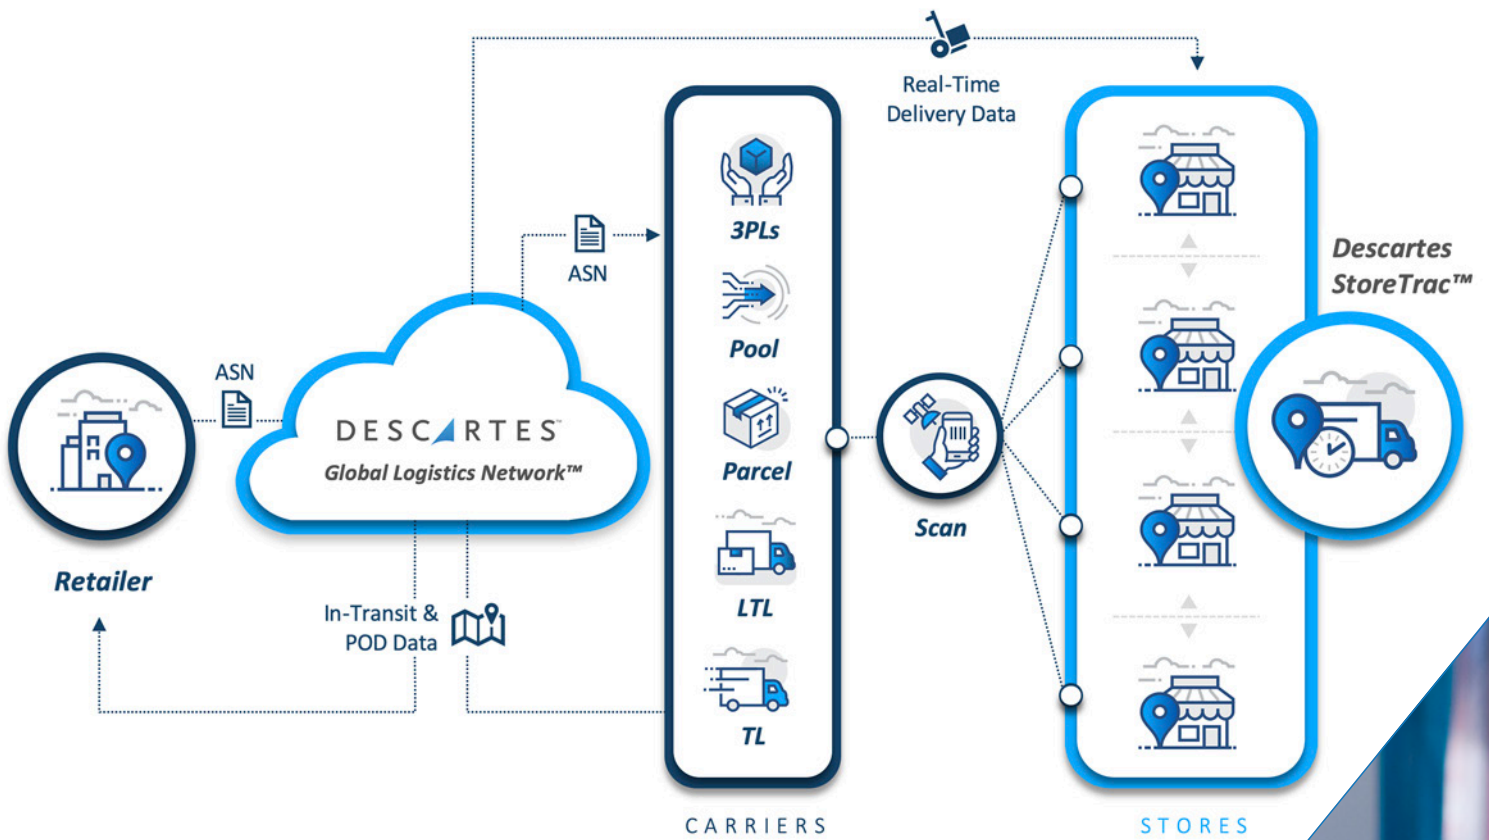 Real-Time
Delivery Data
ASN
ASN
DESCARTES™
Global Logistics Network™
Retailer
In-Transit &
POD Data
3PLs
Pool
Parcel
LTL
TL
CARRIERS
Scan
Descartes
StoreTrac™
STORES